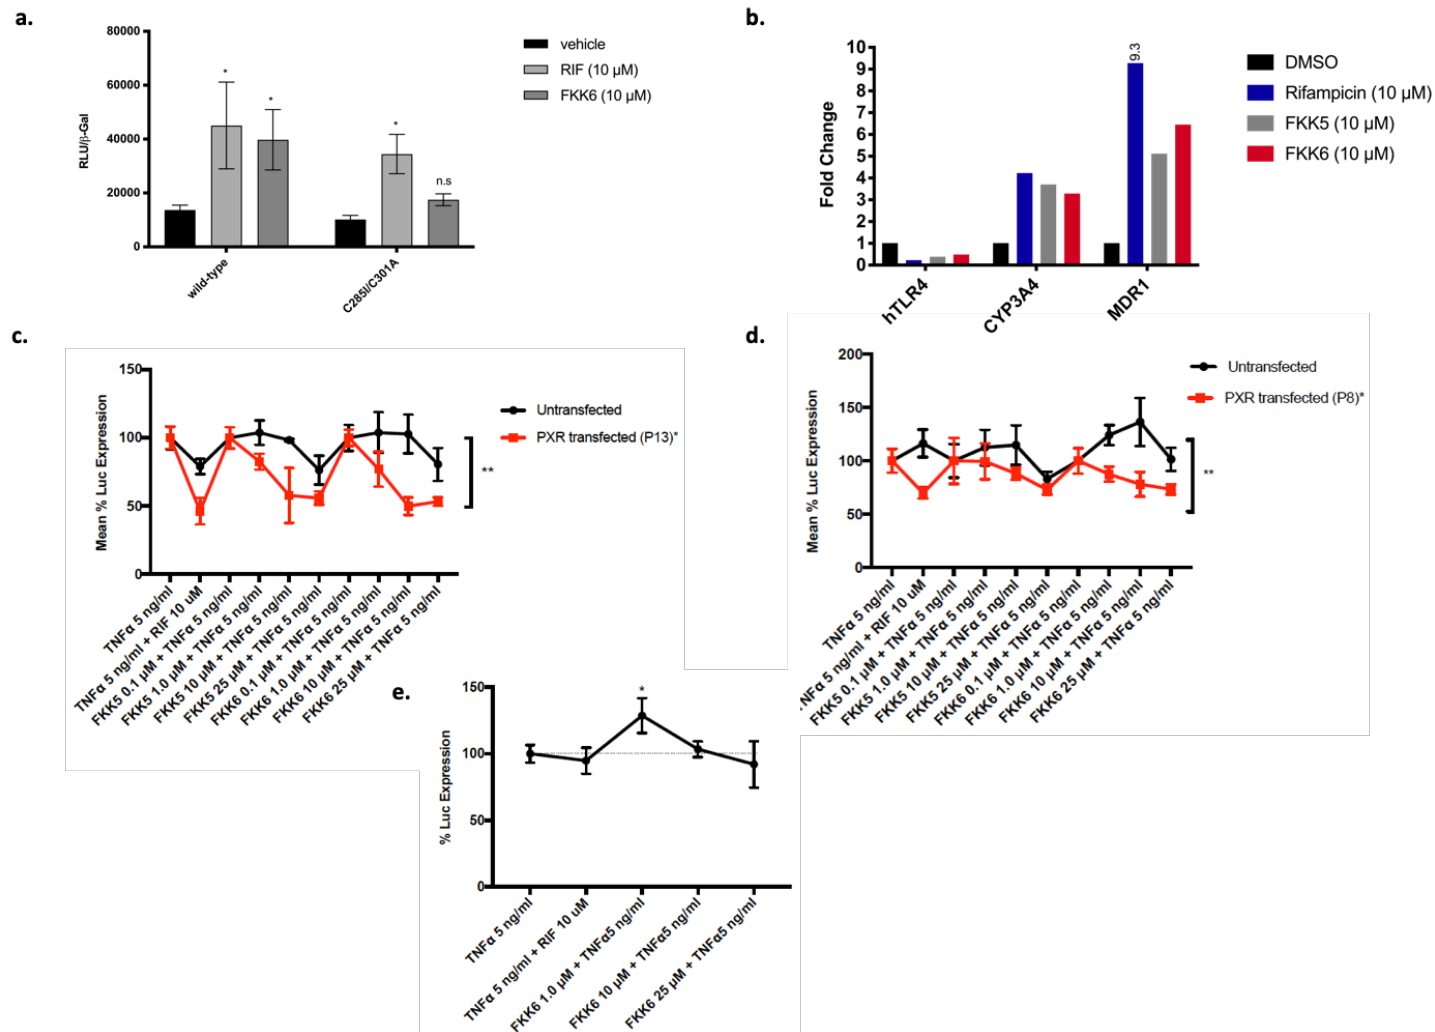 a.
80000
60000
40000
20000
0
RLU/β-Gal
*
*
*
n.s
wild-type
C285I/C301A
vehicle
RIF (10 µM)
FKK6 (10 µM)
b.
10
9
8
7
6
5
4
3
2
1
0
Fold Change
9.3
hTLR4
CYP3A4
MDR1
DMSO
Rifampicin (10 µM)
FKK5 (10 µM)
FKK6 (10 µM)
c.
150
100
50
0
Mean % Luc Expression
Untransfected
PXR transfected (P13)*
**
TNFα 5 ng/ml
TNFα 5 ng/ml + RIF 10 uM
FKK5 0.1 µM + TNFα 5 ng/ml
FKK5 1.0 µM + TNFα 5 ng/ml
FKK5 10 µM + TNFα 5 ng/ml
FKK5 25 µM + TNFα 5 ng/ml
FKK6 0.1 µM + TNFα 5 ng/ml
FKK6 1.0 µM + TNFα 5 ng/ml
FKK6 10 µM + TNFα 5 ng/ml
FKK6 25 µM + TNFα 5 ng/ml
d.
200
150
100
50
0
Mean % Luc Expression
Untransfected
PXR transfected (P8)*
**
TNFα 5 ng/ml
TNFα 5 ng/ml + RIF 10 uM
FKK5 0.1 µM + TNFα 5 ng/ml
FKK5 1.0 µM + TNFα 5 ng/ml
FKK5 10 µM + TNFα 5 ng/ml
FKK5 25 µM + TNFα 5 ng/ml
FKK6 0.1 µM + TNFα 5 ng/ml
FKK6 1.0 µM + TNFα 5 ng/ml
FKK6 10 µM + TNFα 5 ng/ml
FKK6 25 µM + TNFα 5 ng/ml
e.
150
100
50
0
% Luc Expression
*
TNFα 5 ng/ml
TNFα 5 ng/ml + RIF 10 uM
FKK6 1.0 µM + TNFα5 ng/ml
FKK6 10 µM + TNFα5 ng/ml
FKK6 25 µM + TNFα5 ng/ml